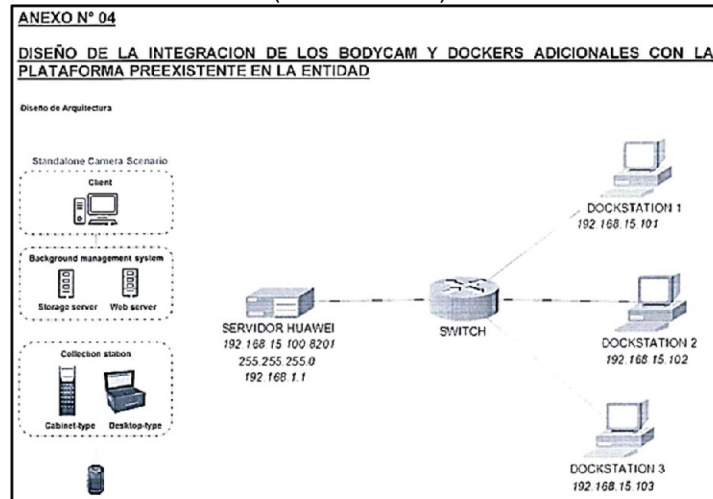 ANEXO N° 04
DISEÑO DE LA INTEGRACION DE LOS BODYCAM Y DOCKERS ADICIONALES CON LA
PLATAFORMA PREEXISTENTE EN LA ENTIDAD
Diseño de Arquitectura
Standalone Camera Scenario
Client
Background management system
Storage server Web server
Collection station
Cabinet-type Desktop-type
SERVIDOR HUAWEI
192.168.15.100 8201
255.255.255.0
192.168.1.1
SWITCH
DOCKSTATION 1
192.168.15.101
DOCKSTATION 2
192.168.15.102
DOCKSTATION 3
192.168.15.103